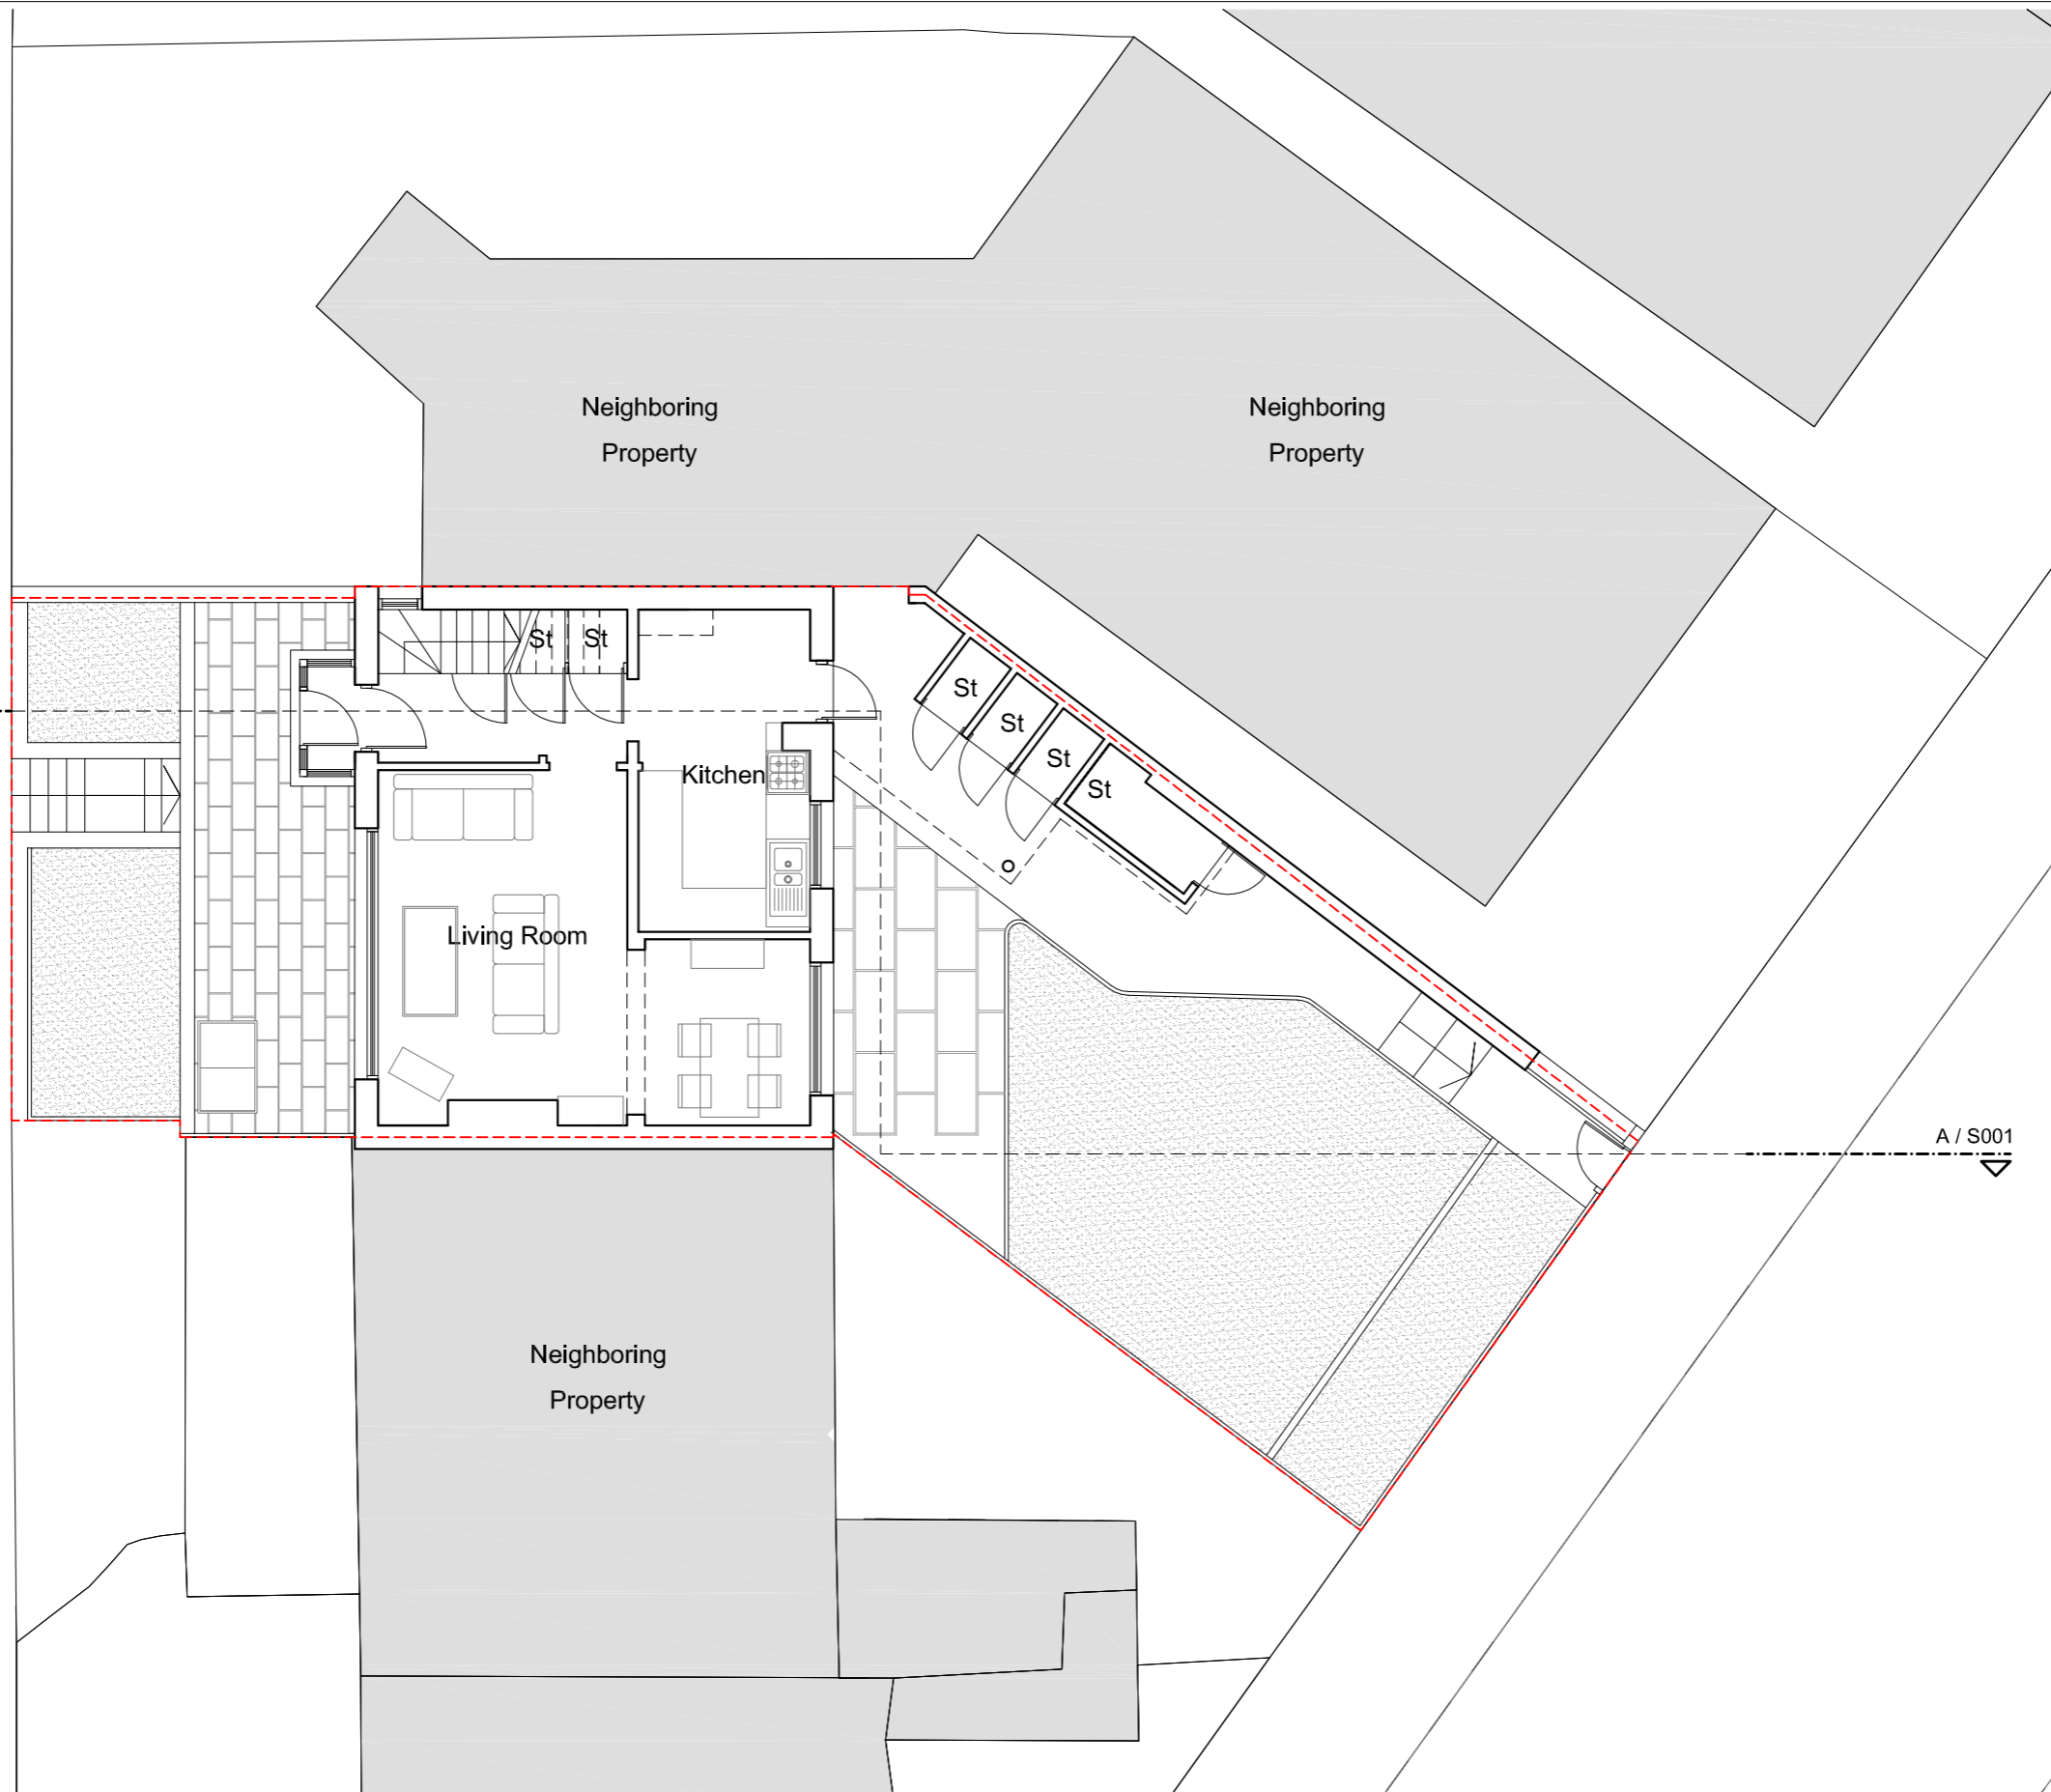 Neighboring
Property
Neighboring
Property
St
St
St
St
St
St
Kitchen
Living Room
A / S001
Neighboring
Property